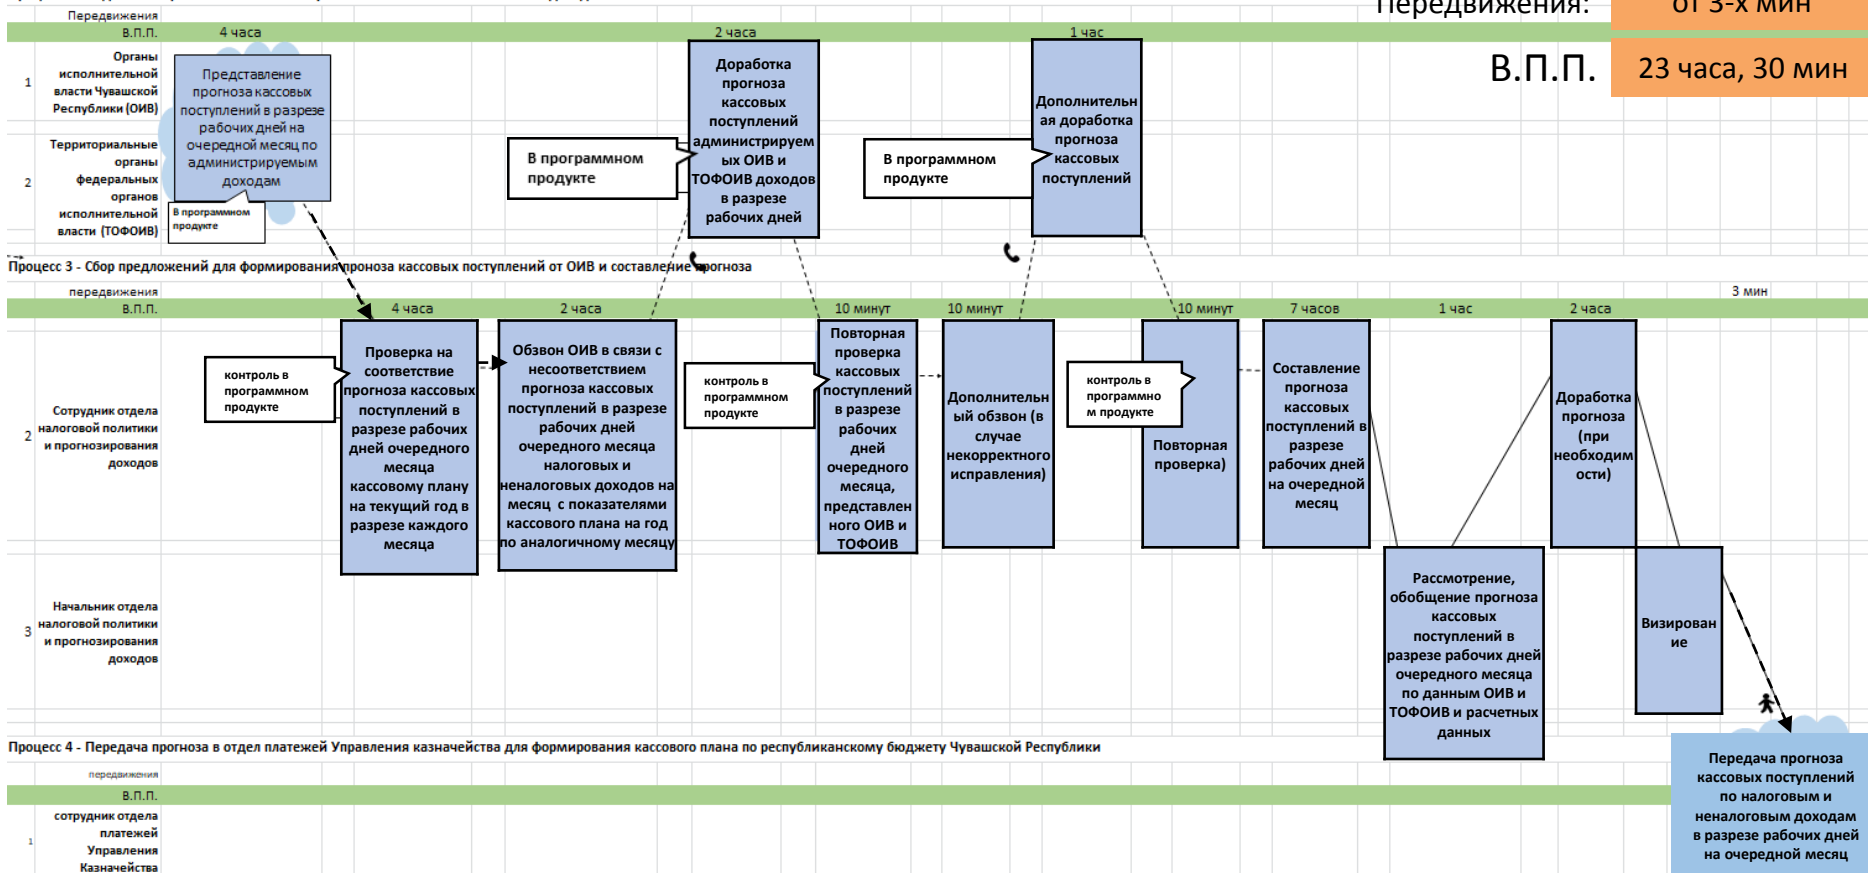 Передвижения:
от 3-х мин
В.П.П.
23 часа, 30 мин
Передвижения
В.П.П.
4 часа
2 часа
1 час
1
Органы
исполнительной
власти Чувашской
Республики (ОИВ)
2
Территориальные
органы
федеральных
органов
исполнительной
власти (ТОФОИВ)
Представление
прогноза кассовых
поступлений в разрезе
рабочих дней на
очередной месяц по
администрируемым
доходам
В программном
продукте
В программном
продукте
Доработка
прогноза
кассовых
поступлений
администрируем
ых ОИВ и
ТОФОИВ доходов
в разрезе
рабочих дней
В программном
продукте
Дополнительн
ая доработка
прогноза
кассовых
поступлений
Процесс 3 - Сбор предложений для формирования проноза кассовых поступлений от ОИВ и составление прогноза
передвижения
3 мин
В.П.П.
4 часа
2 часа
10 минут
10 минут
10 минут
7 часов
1 час
2 часа
2
Сотрудник отдела
налоговой политики
и прогнозирования
доходов
контроль в
программном
продукте
Проверка на
соответствие
прогноза кассовых
поступлений в
разрезе рабочих
дней очередного
месяца
кассовому плану
на текущий год в
разрезе каждого
месяца
Обзвон ОИВ в связи с
несоответствием
прогноза кассовых
поступлений в разрезе
рабочих дней
очередного месяца
налоговых и
неналоговых доходов на
месяц с показателями
кассового плана на год
по аналогичному месяцу
контроль в
программном
продукте
Повторная
проверка
кассовых
поступлений
в разрезе
рабочих
дней
очередного
месяца,
представлен
ного ОИВ и
ТОФОИВ
Дополнительн
ый обзвон (в
случае
некорректного
исправления)
контроль в
программно
м продукте
Повторная
проверка)
Составление
прогноза
кассовых
поступлений в
разрезе
рабочих дней
на очередной
месяц
Доработка
прогноза
(при
необходим
ости)
3
Начальник отдела
налоговой политики
и прогнозирования
доходов
Рассмотрение,
обобщение прогноза
кассовых
поступлений в
разрезе рабочих дней
очередного месяца
по данным ОИВ и
ТОФОИВ и расчетных
данных
Визирован
ие
Процесс 4 - Передача прогноза в отдел платежей Управления казначейства для формирования кассового плана по республиканскому бюджету Чувашской Республики
передвижения
В.П.П.
1
сотрудник отдела
платежей
Управления
Казначейства
Передача прогноза
кассовых поступлений
по налоговым и
неналоговым доходам
в разрезе рабочих дней
на очередной месяц